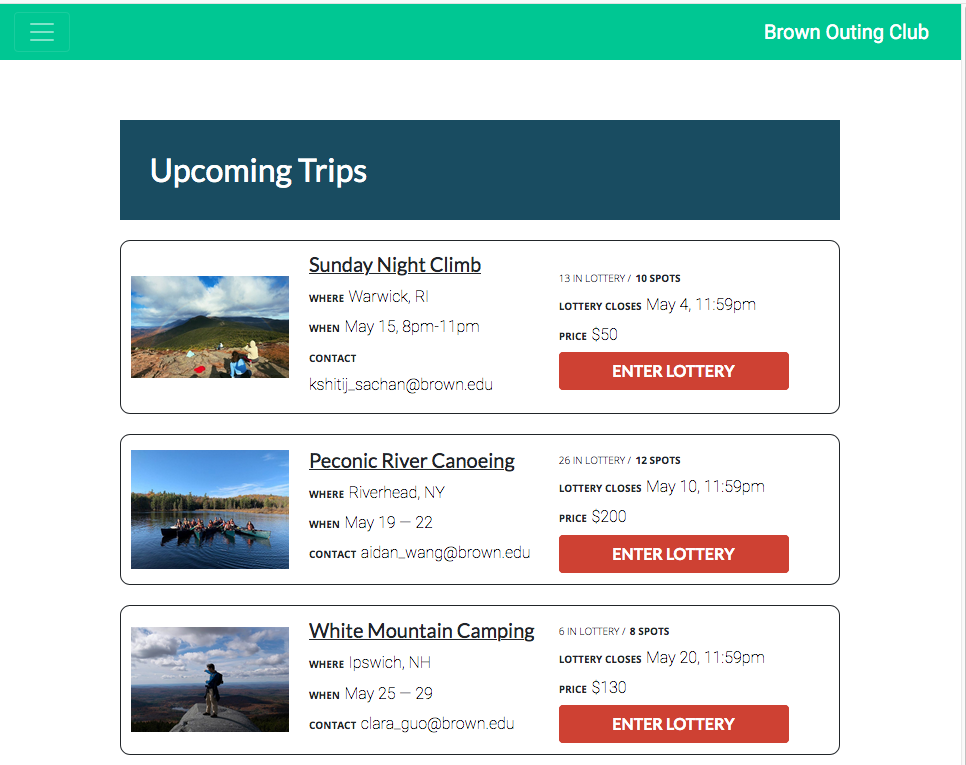 Brown Outing Club
Upcoming Trips
Sunday Night Climb
WHERE Warwick, RI
WHEN May 15, 8pm-11pm
CONTACT
kshitij_sachan@brown.edu
13 IN LOTTERY / 10 SPOTS
LOTTERY CLOSES May 4, 11:59pm
PRICE $50
ENTER LOTTERY
Peconic River Canoeing
WHERE Riverhead, NY
WHEN May 19 — 22
CONTACT aidan_wang@brown.edu
26 IN LOTTERY / 12 SPOTS
LOTTERY CLOSES May 10, 11:59pm
PRICE $200
ENTER LOTTERY
White Mountain Camping
WHERE Ipswich, NH
WHEN May 25 — 29
CONTACT clara_guo@brown.edu
6 IN LOTTERY / 8 SPOTS
LOTTERY CLOSES May 20, 11:59pm
PRICE $130
ENTER LOTTERY